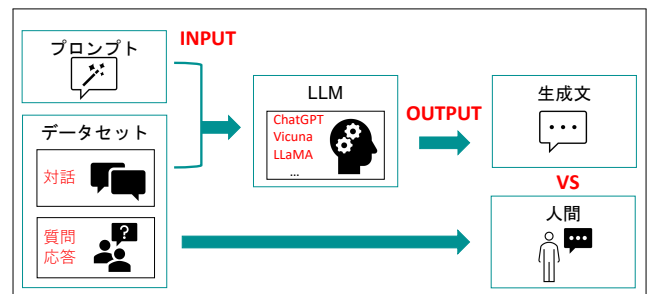 プロンプト
INPUT
データセット
対話
質問
応答
LLM
ChatGPT
Vicuna
LLaMA
...
OUTPUT
生成文
VS
人間